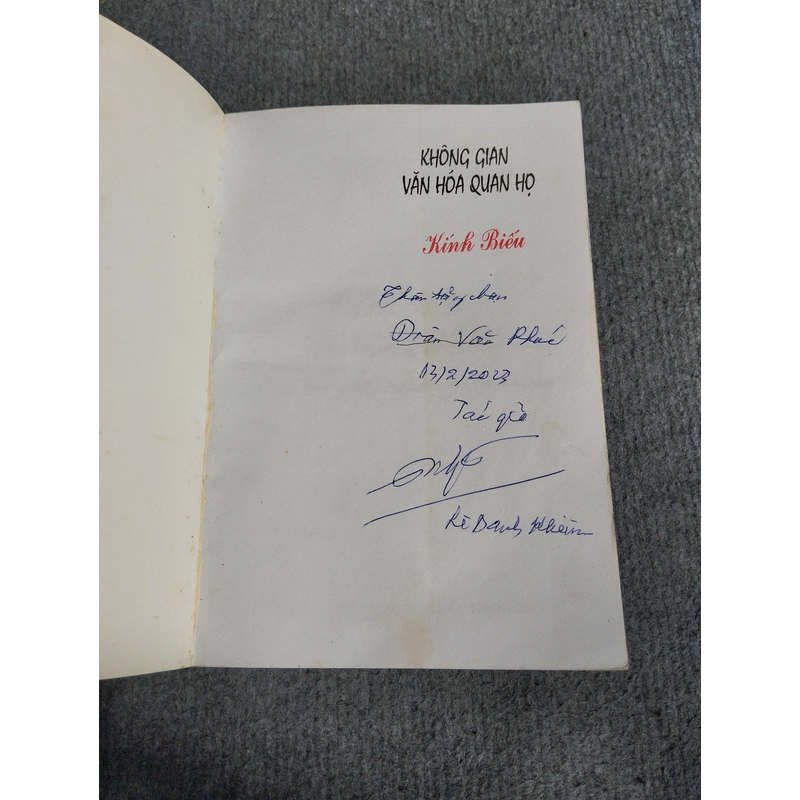 KHÔNG GIAN
VĂN HÓA QUAN HỌ
Kính Biếu
Thân tặng bạn
Trần Văn Phúc
13/2/2023
Tác giả
Lê Danh Khiêm